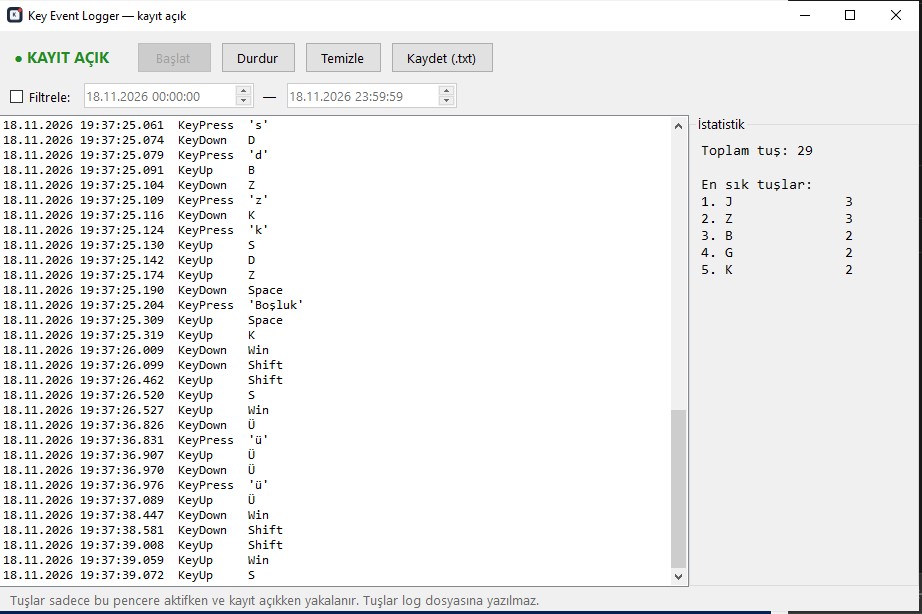 Key Event Logger — kayıt açık
● KAYIT AÇIK Başlat Durdur Temizle Kaydet (.txt)
Filtrele: 18.11.2026 00:00:00 — 18.11.2026 23:59:59
18.11.2026 19:37:25.061 KeyPress 's'
18.11.2026 19:37:25.074 KeyDown D
18.11.2026 19:37:25.079 KeyPress 'd'
18.11.2026 19:37:25.091 KeyUp B
18.11.2026 19:37:25.104 KeyDown Z
18.11.2026 19:37:25.109 KeyPress 'z'
18.11.2026 19:37:25.116 KeyDown K
18.11.2026 19:37:25.124 KeyPress 'k'
18.11.2026 19:37:25.130 KeyUp S
18.11.2026 19:37:25.142 KeyUp D
18.11.2026 19:37:25.174 KeyUp Z
18.11.2026 19:37:25.190 KeyDown Space
18.11.2026 19:37:25.204 KeyPress 'Boşluk'
18.11.2026 19:37:25.309 KeyUp Space
18.11.2026 19:37:25.319 KeyUp K
18.11.2026 19:37:26.009 KeyDown Win
18.11.2026 19:37:26.099 KeyDown Shift
18.11.2026 19:37:26.462 KeyUp Shift
18.11.2026 19:37:26.520 KeyUp S
18.11.2026 19:37:26.527 KeyUp Win
18.11.2026 19:37:36.826 KeyDown Ü
18.11.2026 19:37:36.831 KeyPress 'ü'
18.11.2026 19:37:36.907 KeyUp Ü
18.11.2026 19:37:36.970 KeyDown Ü
18.11.2026 19:37:36.976 KeyPress 'ü'
18.11.2026 19:37:37.089 KeyUp Ü
18.11.2026 19:37:38.447 KeyDown Win
18.11.2026 19:37:38.581 KeyDown Shift
18.11.2026 19:37:39.008 KeyUp Shift
18.11.2026 19:37:39.059 KeyUp Win
18.11.2026 19:37:39.072 KeyUp S
İstatistik
Toplam tuş: 29
En sık tuşlar:
1. J 3
2. Z 3
3. B 2
4. G 2
5. K 2
Tuşlar sadece bu pencere aktifken ve kayıt açıkken yakalanır. Tuşlar log dosyasına yazılmaz.